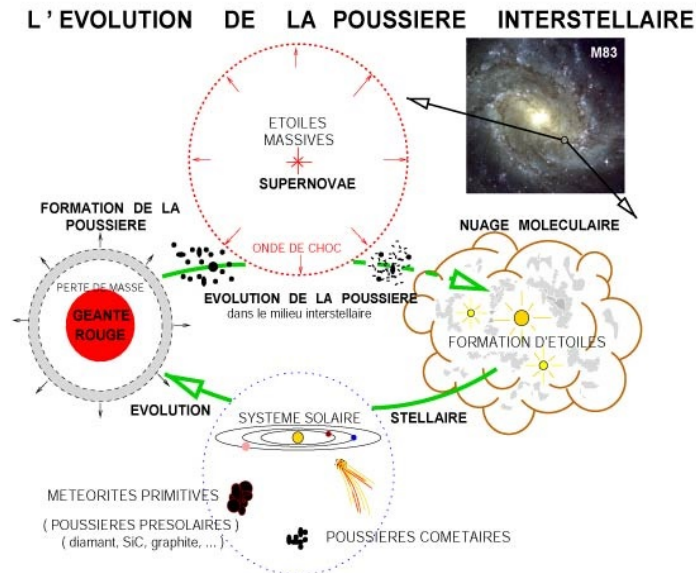 L'EVOLUTION DE LA POUSSIERE INTERSTELLAIRE
M83
ETOILES
MASSIVES
SUPERNOVAE
ONDE DE CHOC
FORMATION DE LA
POUSSIERE
PERTE DE MASSE
GEANTE
ROUGE
EVOLUTION DE LA POUSSIERE
dans le milieu interstellaire
NUAGE MOLECULAIRE
FORMATION D'ETOILES
EVOLUTION
STELLAIRE
SYSTEME SOLAIRE
METEORITES PRIMITIVES
( POUSSIERES PRESOLAIRES )
( diamant, SiC, graphite, ... )
POUSSIERES COMETAIRES